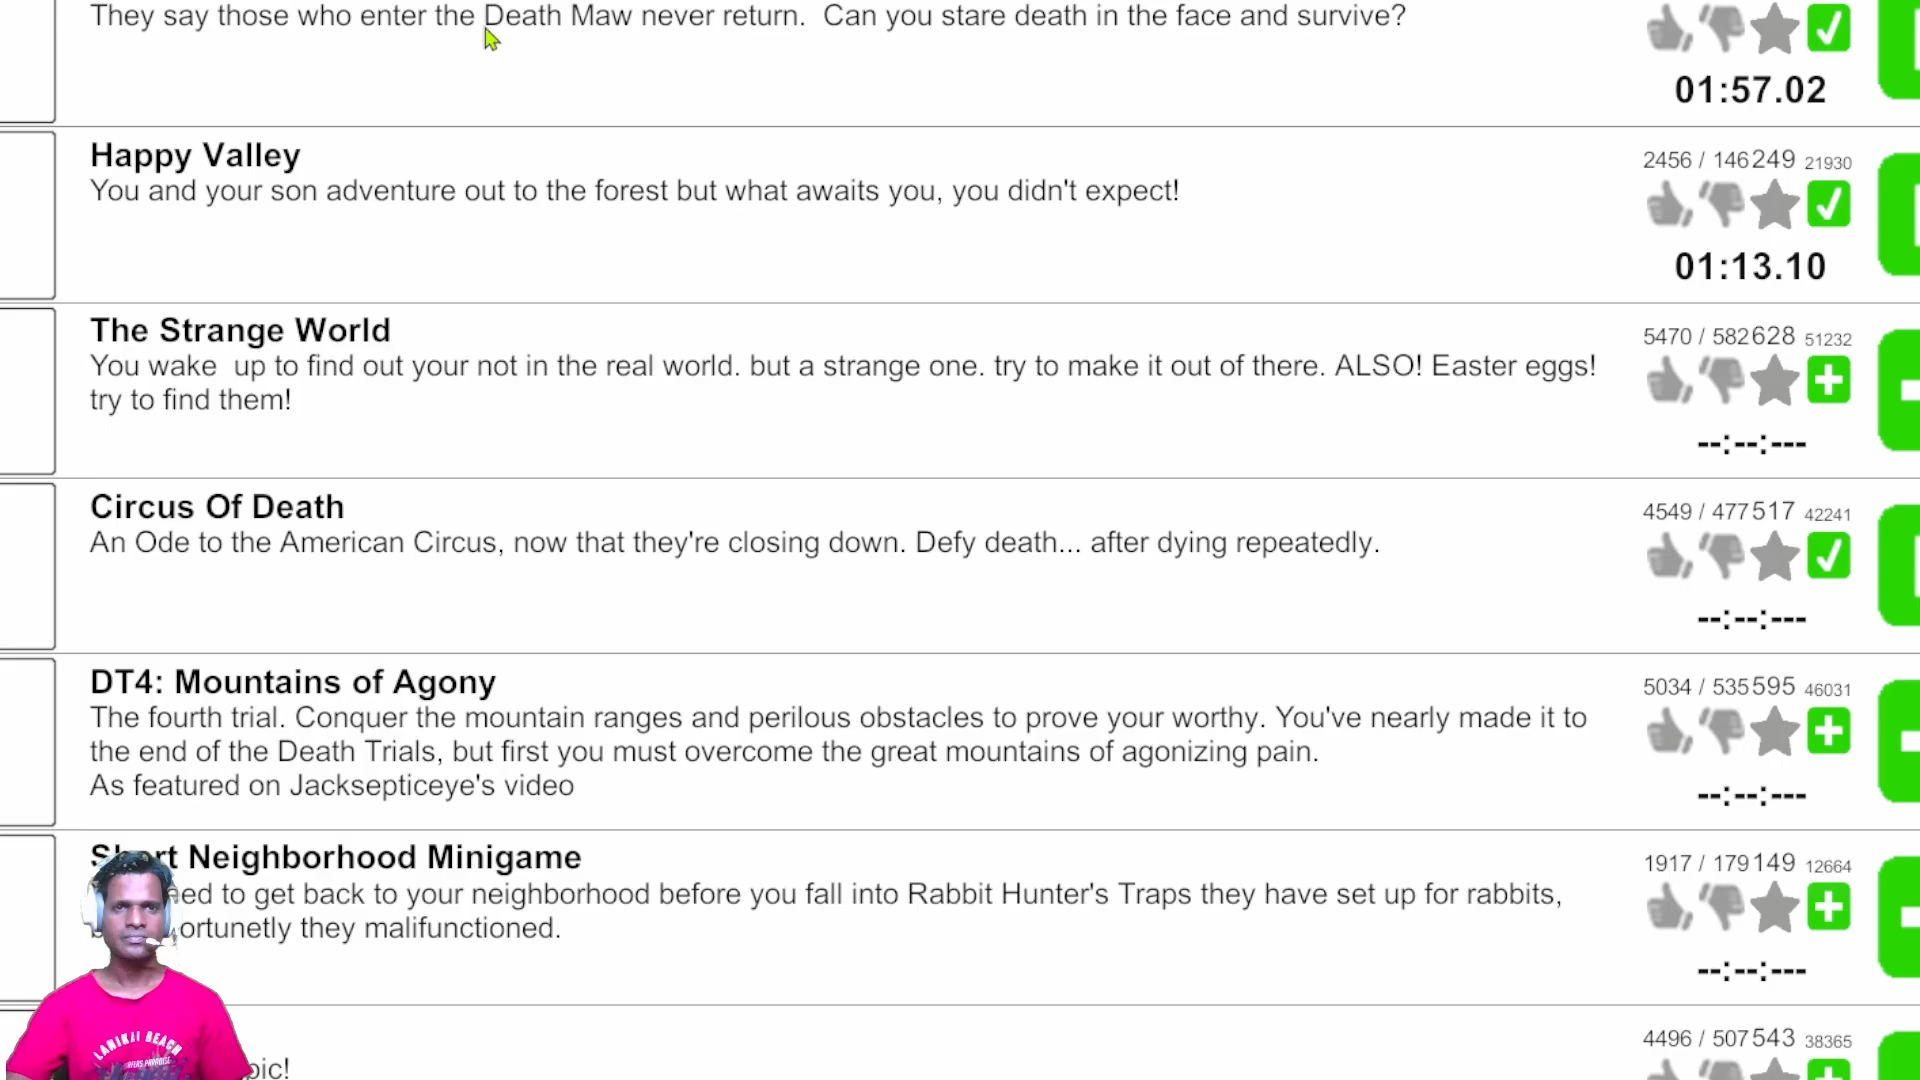 They say those who enter the Death Maw never return.  Can you stare death in the face and survive?
01:57.02
Happy Valley
2456 / 146249 21930
You and your son adventure out to the forest but what awaits you, you didn't expect!
01:13.10
The Strange World
5470 / 582628 51232
You wake  up to find out your not in the real world. but a strange one. try to make it out of there. ALSO! Easter eggs!
try to find them!
--:--:---
Circus Of Death
4549 / 477517 42241
An Ode to the American Circus, now that they're closing down. Defy death... after dying repeatedly.
--:--:---
DT4: Mountains of Agony
5034 / 535595 46031
The fourth trial. Conquer the mountain ranges and perilous obstacles to prove your worthy. You've nearly made it to
the end of the Death Trials, but first you must overcome the great mountains of agonizing pain.
As featured on Jacksepticeye's video
--:--:---
Short Neighborhood Minigame
1917 / 179149 12664
to get back to your neighborhood before you fall into Rabbit Hunter's Traps they have set up for rabbits,
they malifunctioned.
--:--:---
4496 / 507543 38365
LANIKAI BEACH